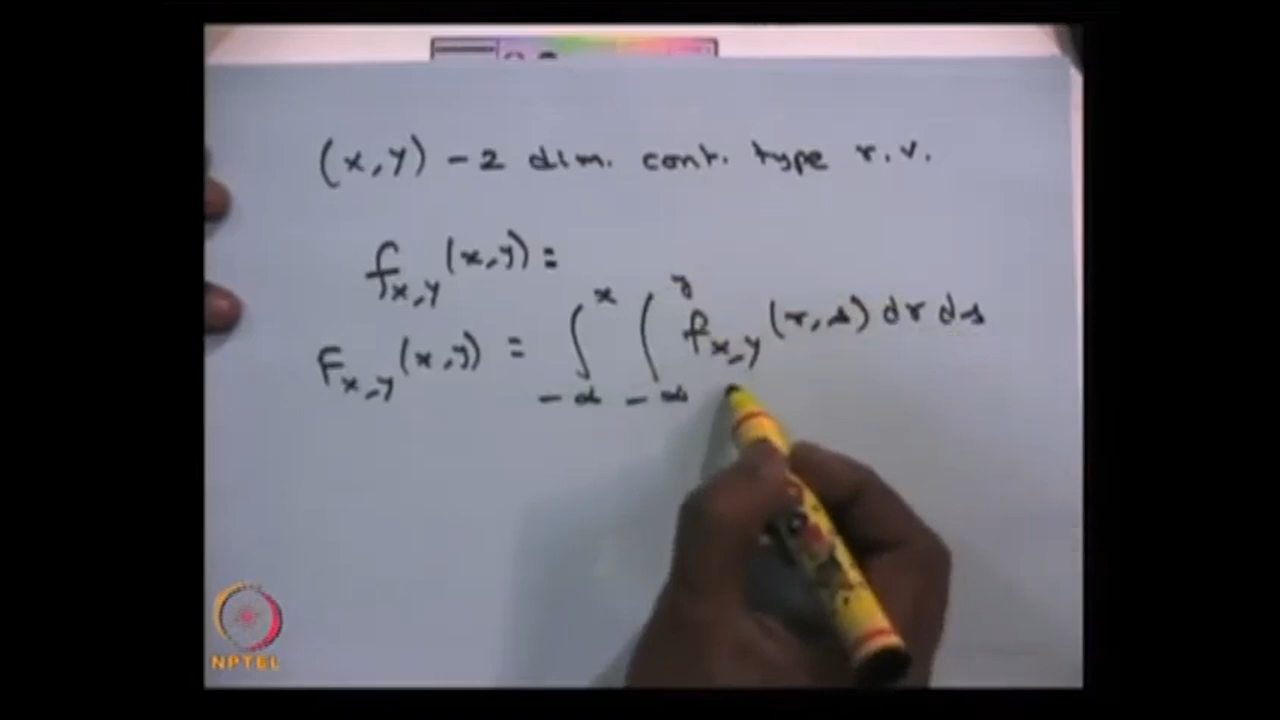 (x,y) - 2 dim. cont. type r.v.
f_{x,y}(x,y) =
F_{x,y}(x,y) = ∫_{-∞}^{x} ∫_{-∞}^{y} f_{x,y}(r,s) dr ds
NPTEL